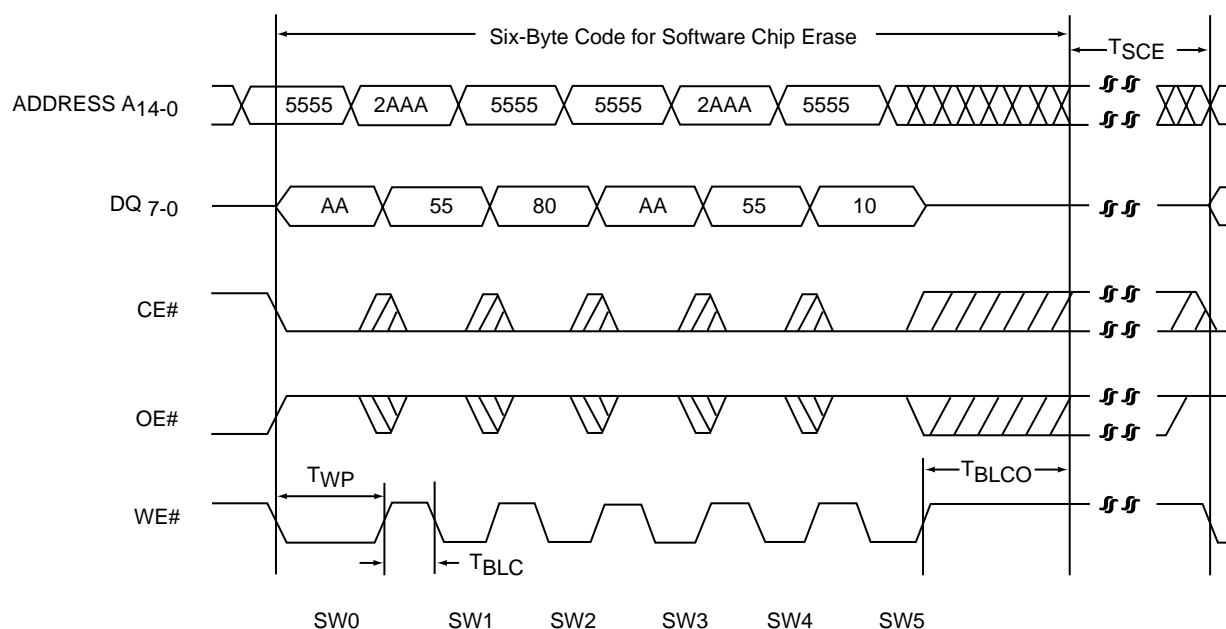 Six-Byte Code for Software Chip Erase
TSCE
ADDRESS A14-0
5555 2AAA 5555 5555 2AAA 5555
DQ 7-0
AA 55 80 AA 55 10
CE#
OE#
TWP
TBLCO
WE#
TBLC
SW0 SW1 SW2 SW3 SW4 SW5